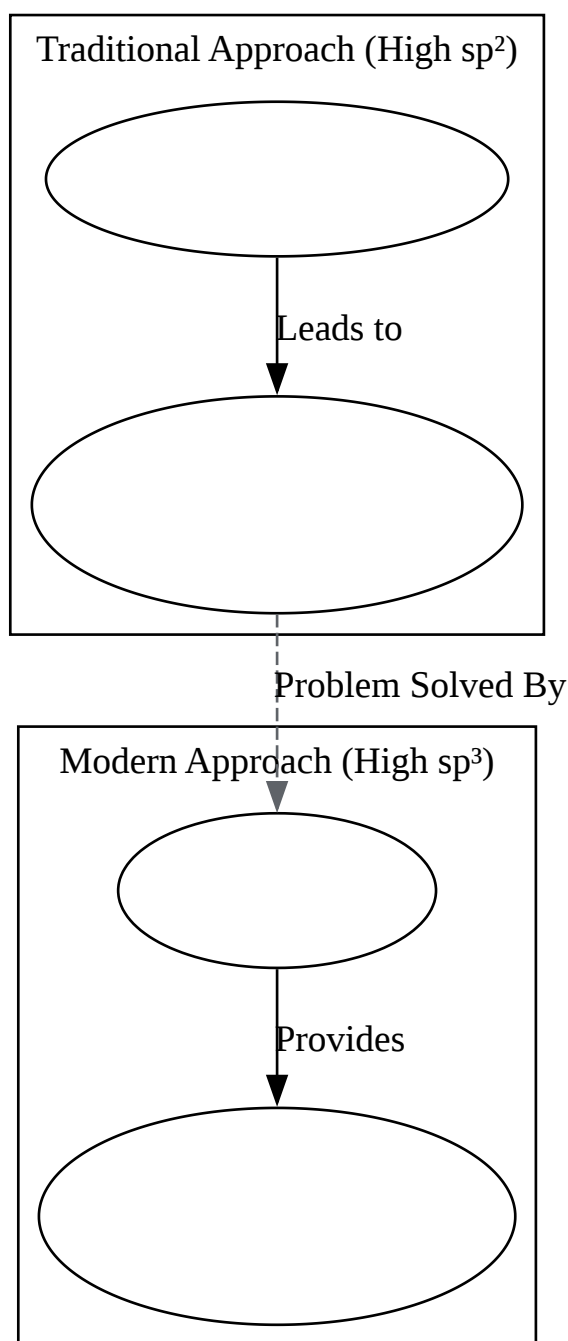 Traditional Approach (High sp²)
Leads to
Problem Solved By
Modern Approach (High sp³)
Provides